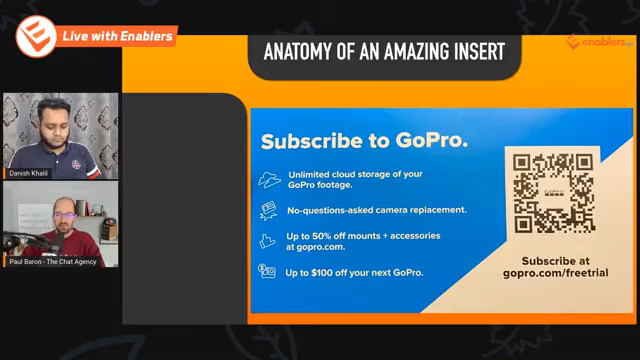 Live with Enablers
ANATOMY OF AN AMAZING INSERT
enablers
Danish Khalil
Paul Baron - The Chat Agency
Subscribe to GoPro.
Unlimited cloud storage of your
GoPro footage.
No-questions-asked camera replacement.
Up to 50% off mounts + accessories
at gopro.com.
Up to $100 off your next GoPro.
GoPro
Subscribe at
gopro.com/freetrial